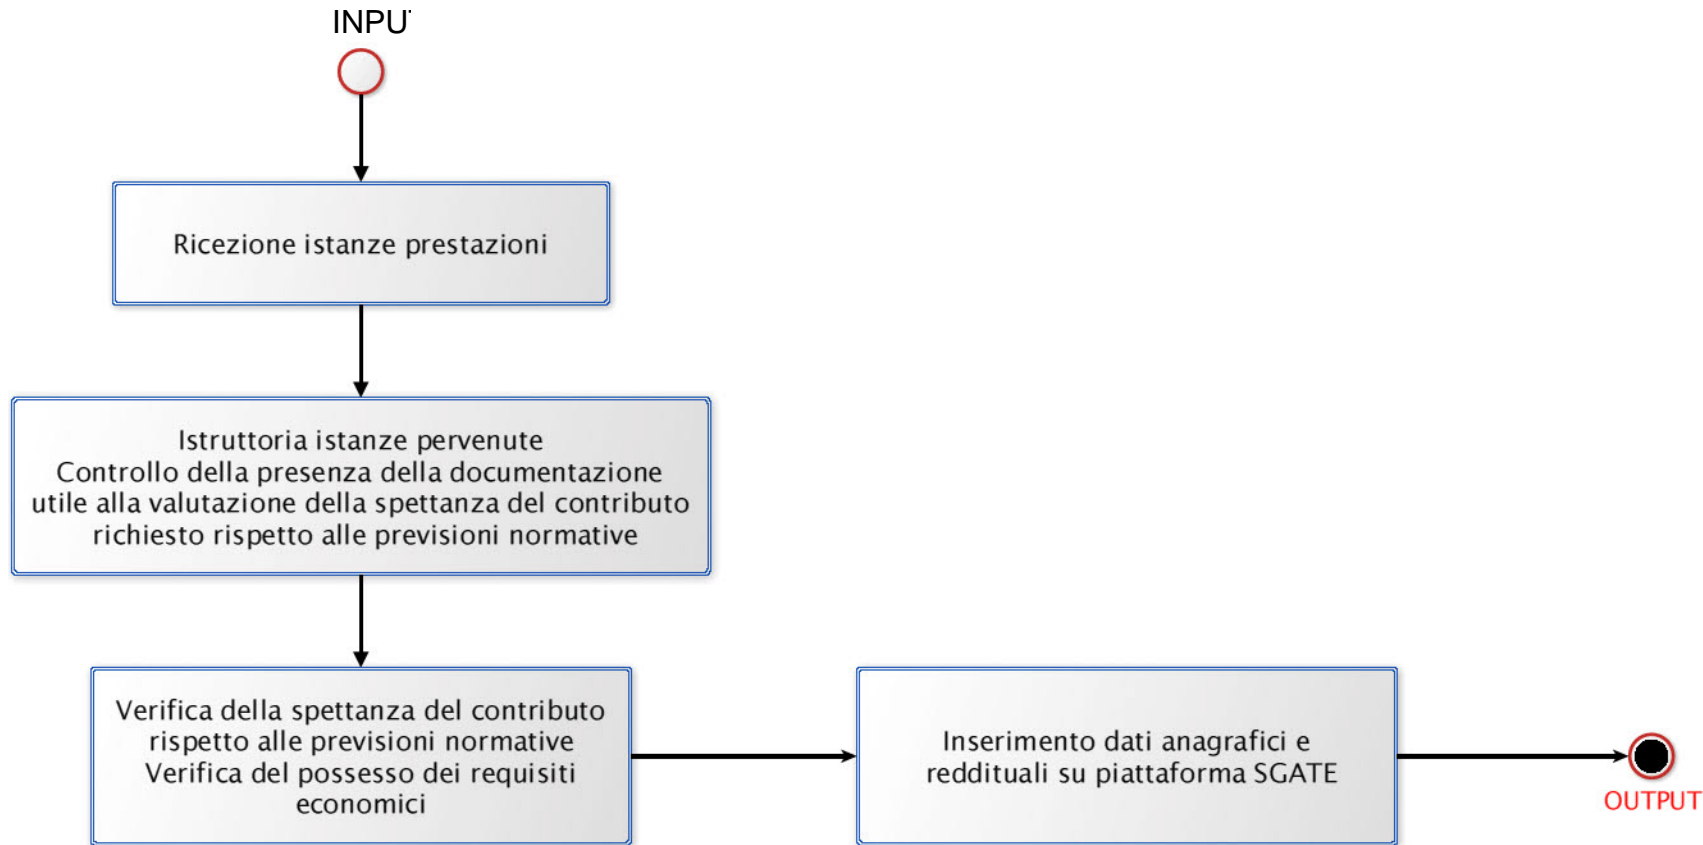 INPUT
Ricezione istanze prestazioni
Istruttoria istanze pervenute
Controllo della presenza della documentazione
utile alla valutazione della spettanza del contributo
richiesto rispetto alle previsioni normative
Verifica della spettanza del contributo
rispetto alle previsioni normative
Verifica del possesso dei requisiti
economici
Inserimento dati anagrafici e
reddituali su piattaforma SGATE
OUTPUT